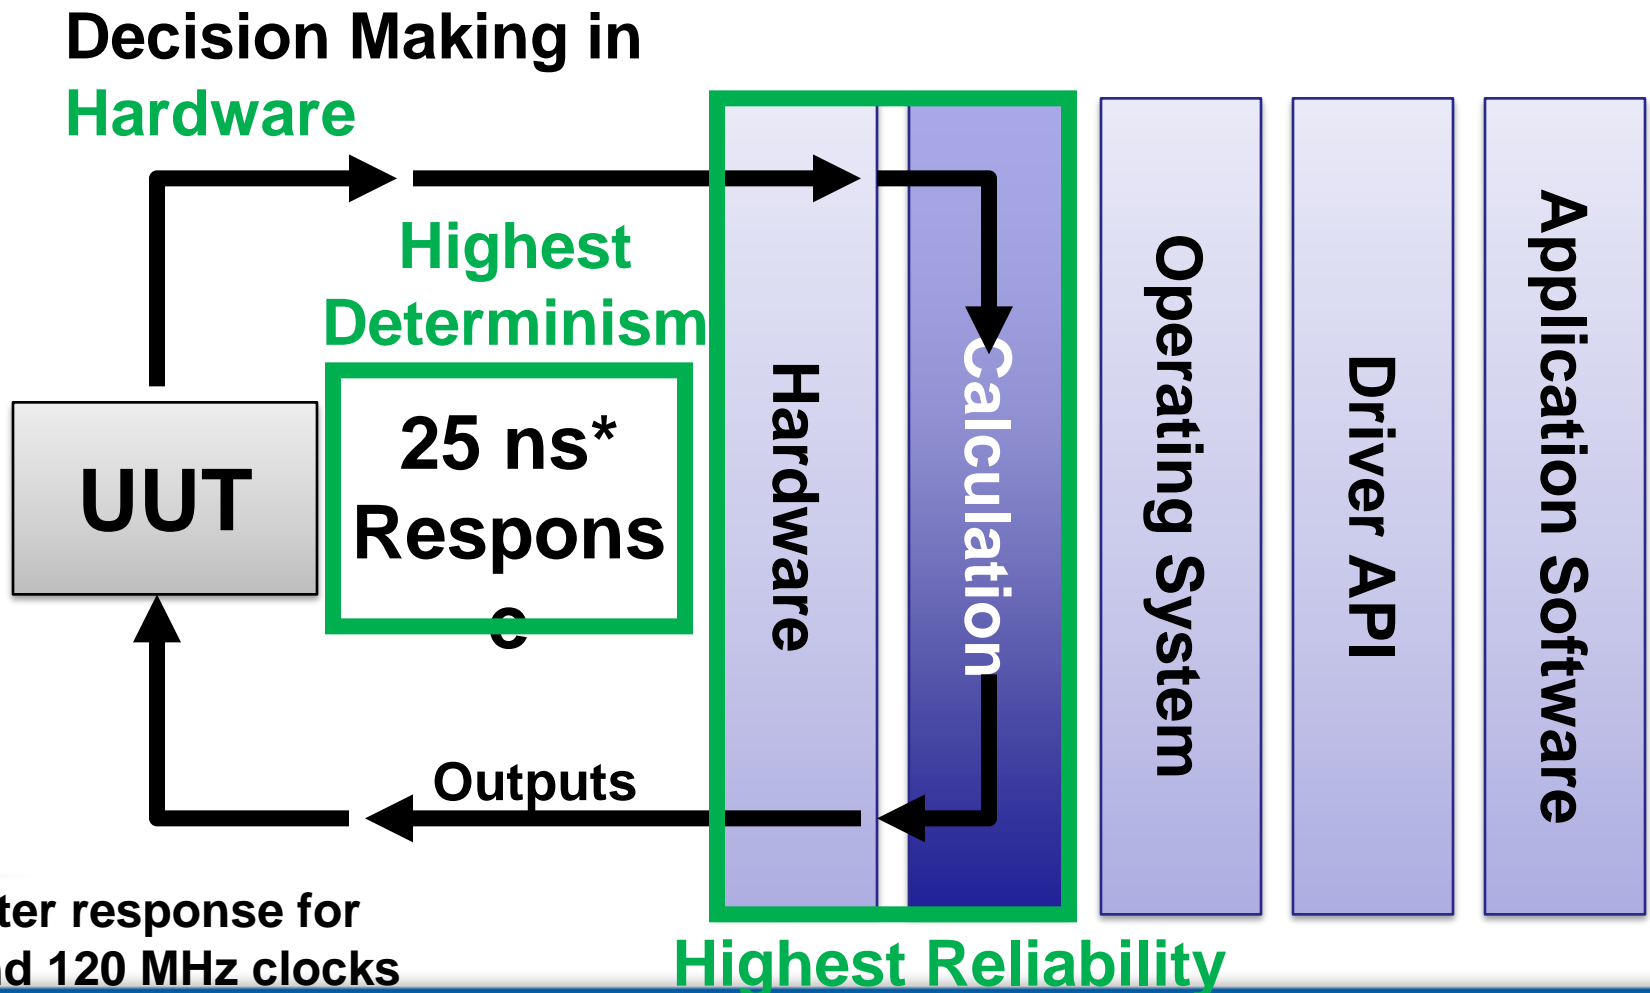 Decision Making in
Hardware
Highest
Determinism
25 ns*
Respons
e
UUT
Outputs
Hardware
Calculation
Operating System
Driver API
Application Software
response for
120 MHz clocks
Highest Reliability